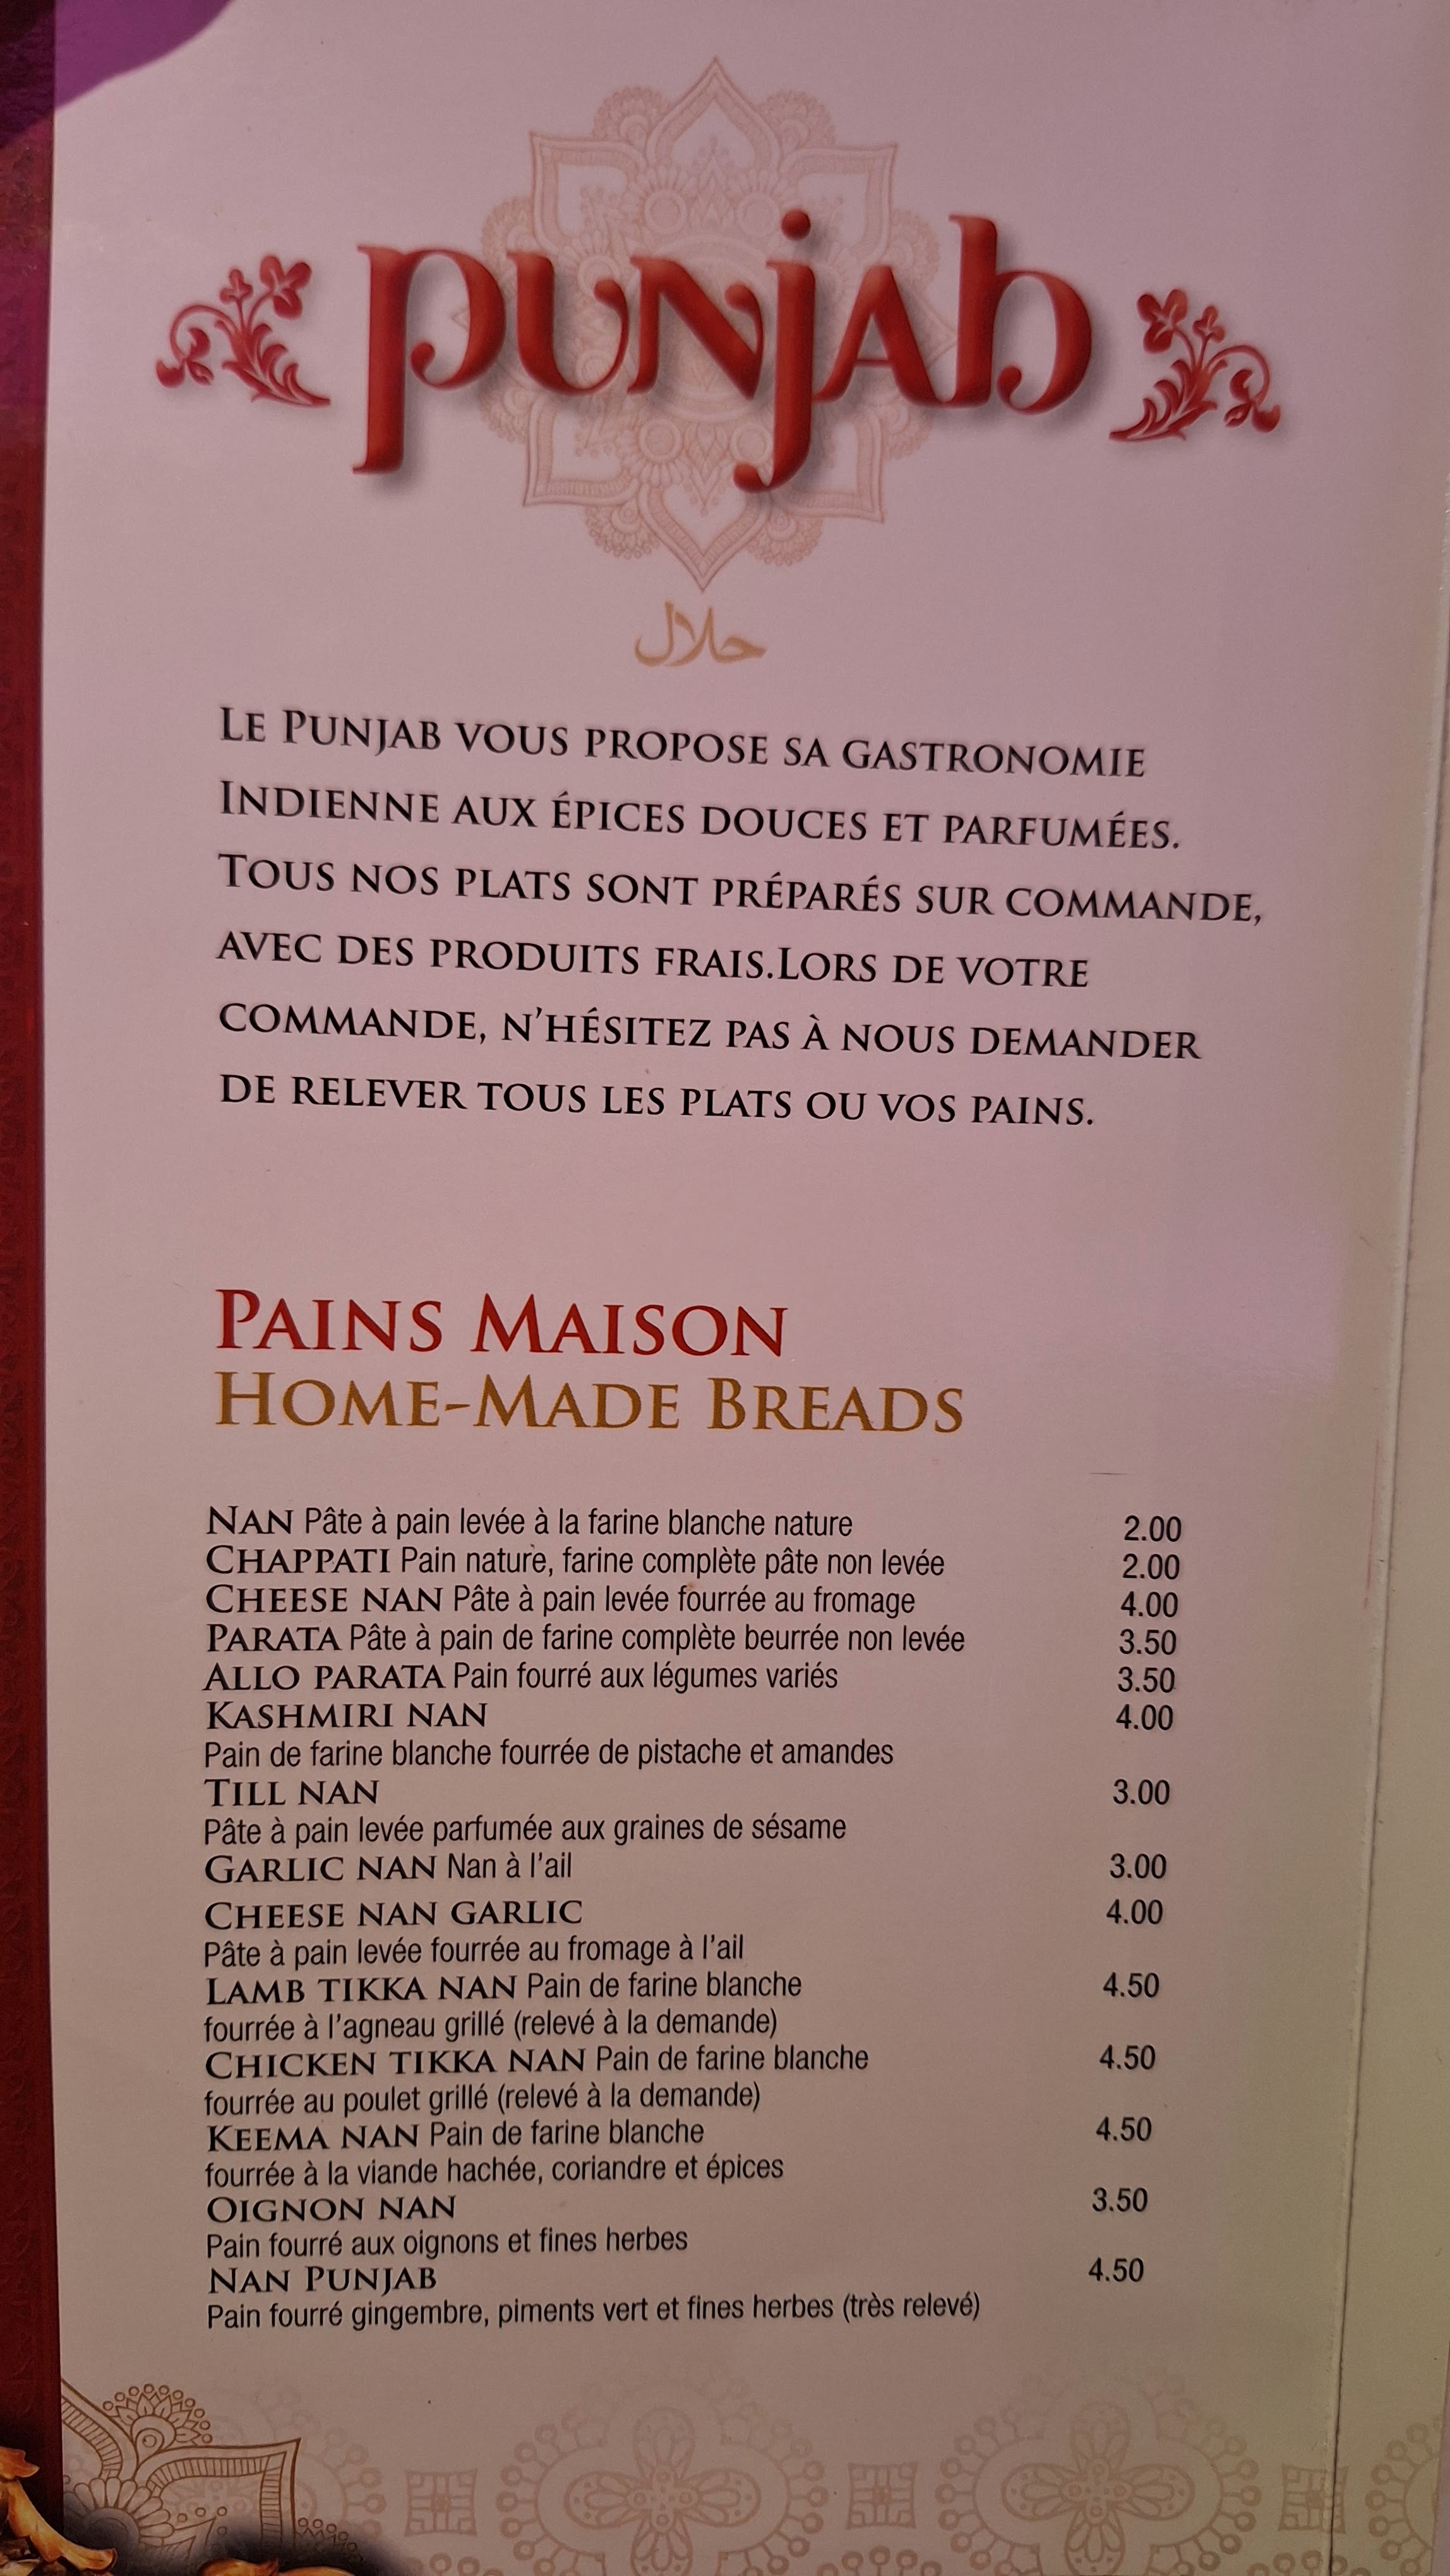 PUNJAB
حلال
Le Punjab vous propose sa gastronomie
Indienne aux épices douces et parfumées.
Tous nos plats sont préparés sur commande,
avec des produits frais.Lors de votre
commande, n'hésitez pas à nous demander
de relever tous les plats ou vos pains.
Pains Maison
Home-Made Breads
Nan Pâte à pain levée à la farine blanche nature 2.00
Chappati Pain nature, farine complète pâte non levée 2.00
Cheese nan Pâte à pain levée fourrée au fromage 4.00
Parata Pâte à pain de farine complète beurrée non levée 3.50
Allo parata Pain fourré aux légumes variés 3.50
Kashmiri nan 4.00
Pain de farine blanche fourrée de pistache et amandes
Till nan 3.00
Pâte à pain levée parfumée aux graines de sésame
Garlic nan Nan à l'ail 3.00
Cheese nan garlic 4.00
Pâte à pain levée fourrée au fromage à l'ail
Lamb tikka nan Pain de farine blanche 4.50
fourrée à l'agneau grillé (relevé à la demande)
Chicken tikka nan Pain de farine blanche 4.50
fourrée au poulet grillé (relevé à la demande)
Keema nan Pain de farine blanche 4.50
fourrée à la viande hachée, coriandre et épices
Oignon nan 3.50
Pain fourré aux oignons et fines herbes
Nan Punjab 4.50
Pain fourré gingembre, piments vert et fines herbes (très relevé)